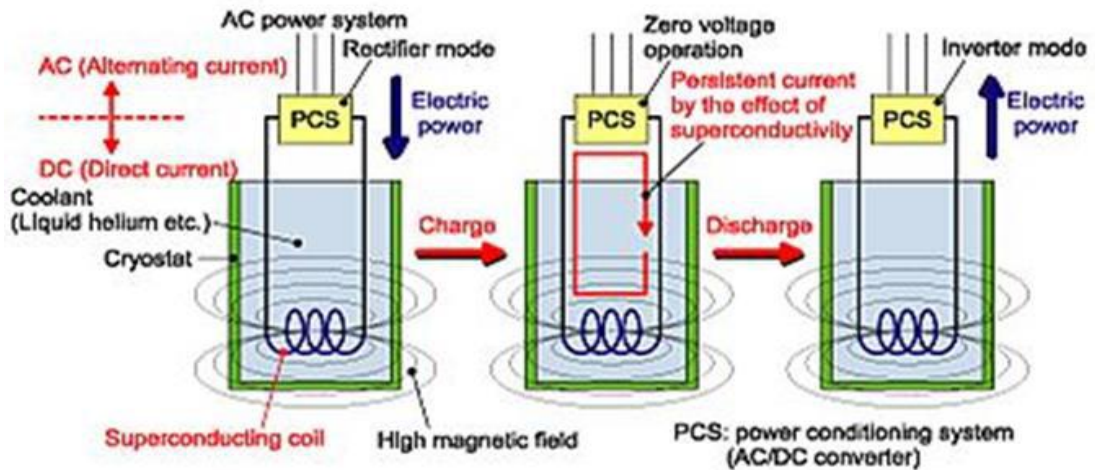 AC power system
Rectifier mode
AC (Alternating current)
DC (Direct current)
PCS
Electric
power
Coolant
(Liquid helium etc.)
Cryostat
Superconducting coil
High magnetic field
Charge
Zero voltage
operation
Persistent current
by the effect of
superconductivity
PCS
Discharge
Inverter mode
PCS
Electric
power
PCS: power conditioning system
(AC/DC converter)